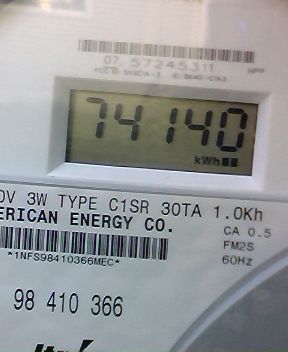 07 57245311
HPP
74140
kWh
0V 3W TYPE C1SR 30TA 1.0Kh
ERICAN ENERGY CO.
CA 0.5
FM2S
*1NFS98410366MEC*
60Hz
98 410 366